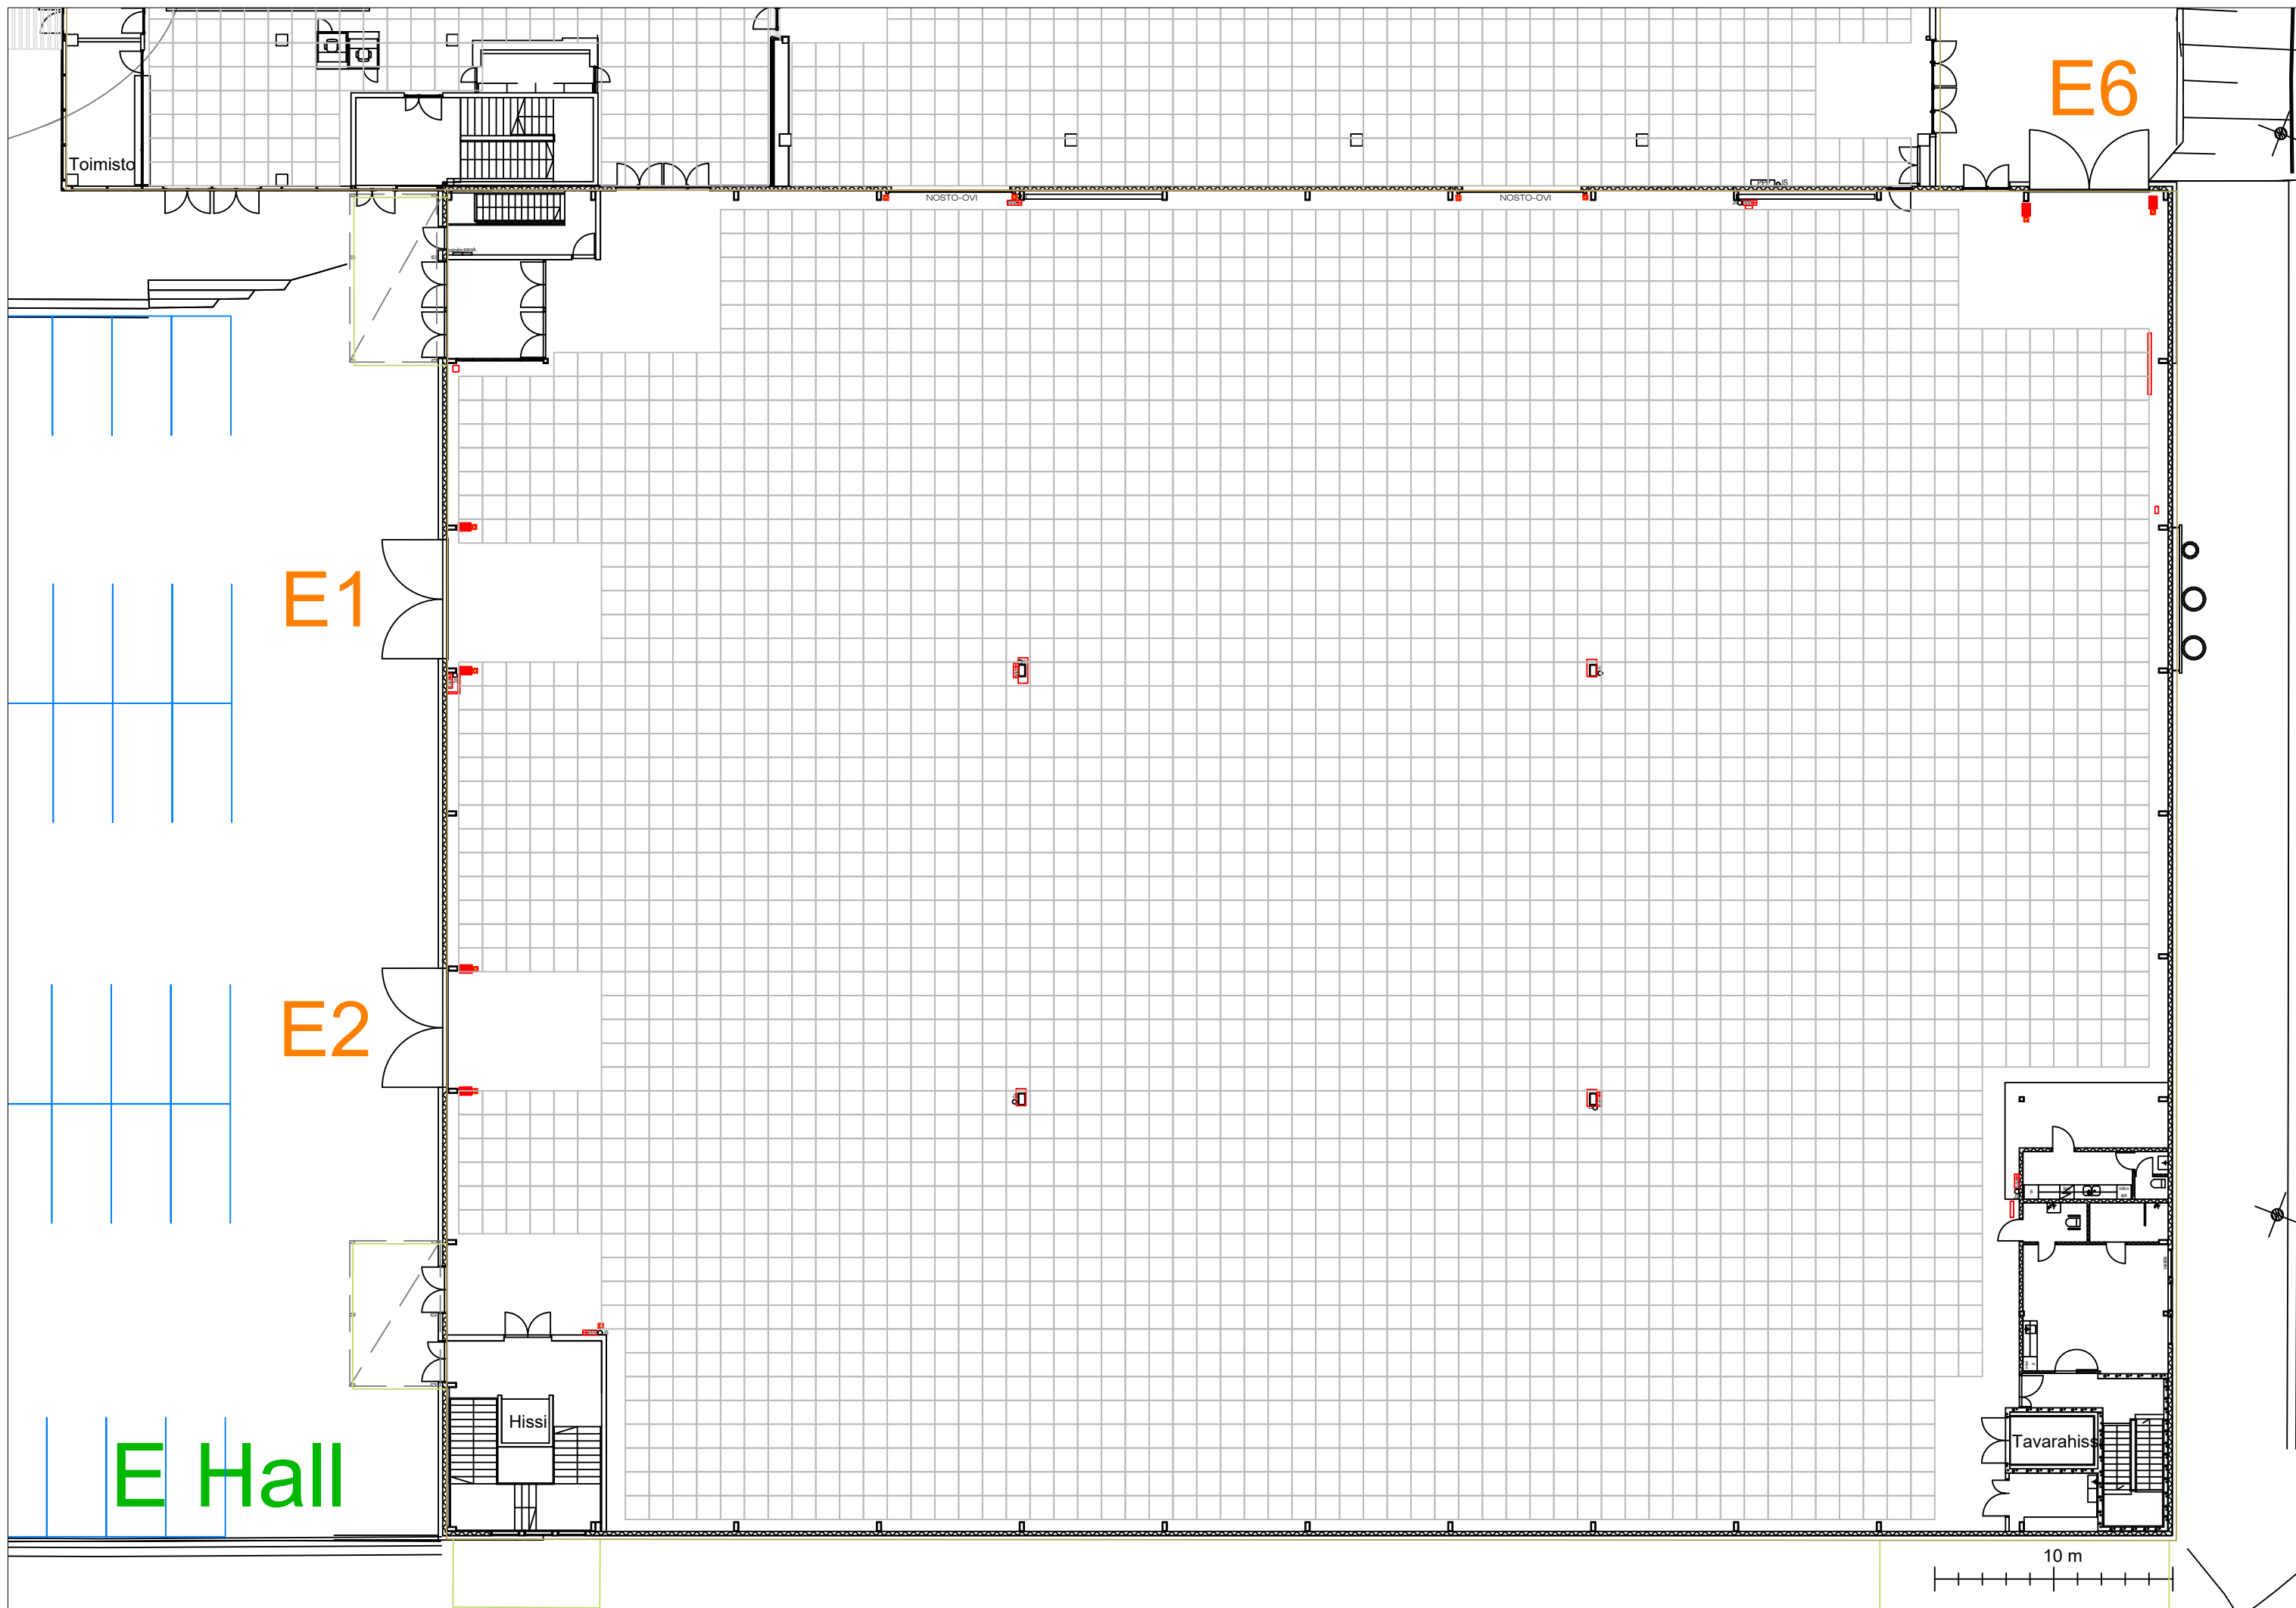 E6
Toimisto
NOSTO-OVI
NOSTO-OVI
E1
E2
Hissi
E Hall
Tavarahissi
10 m